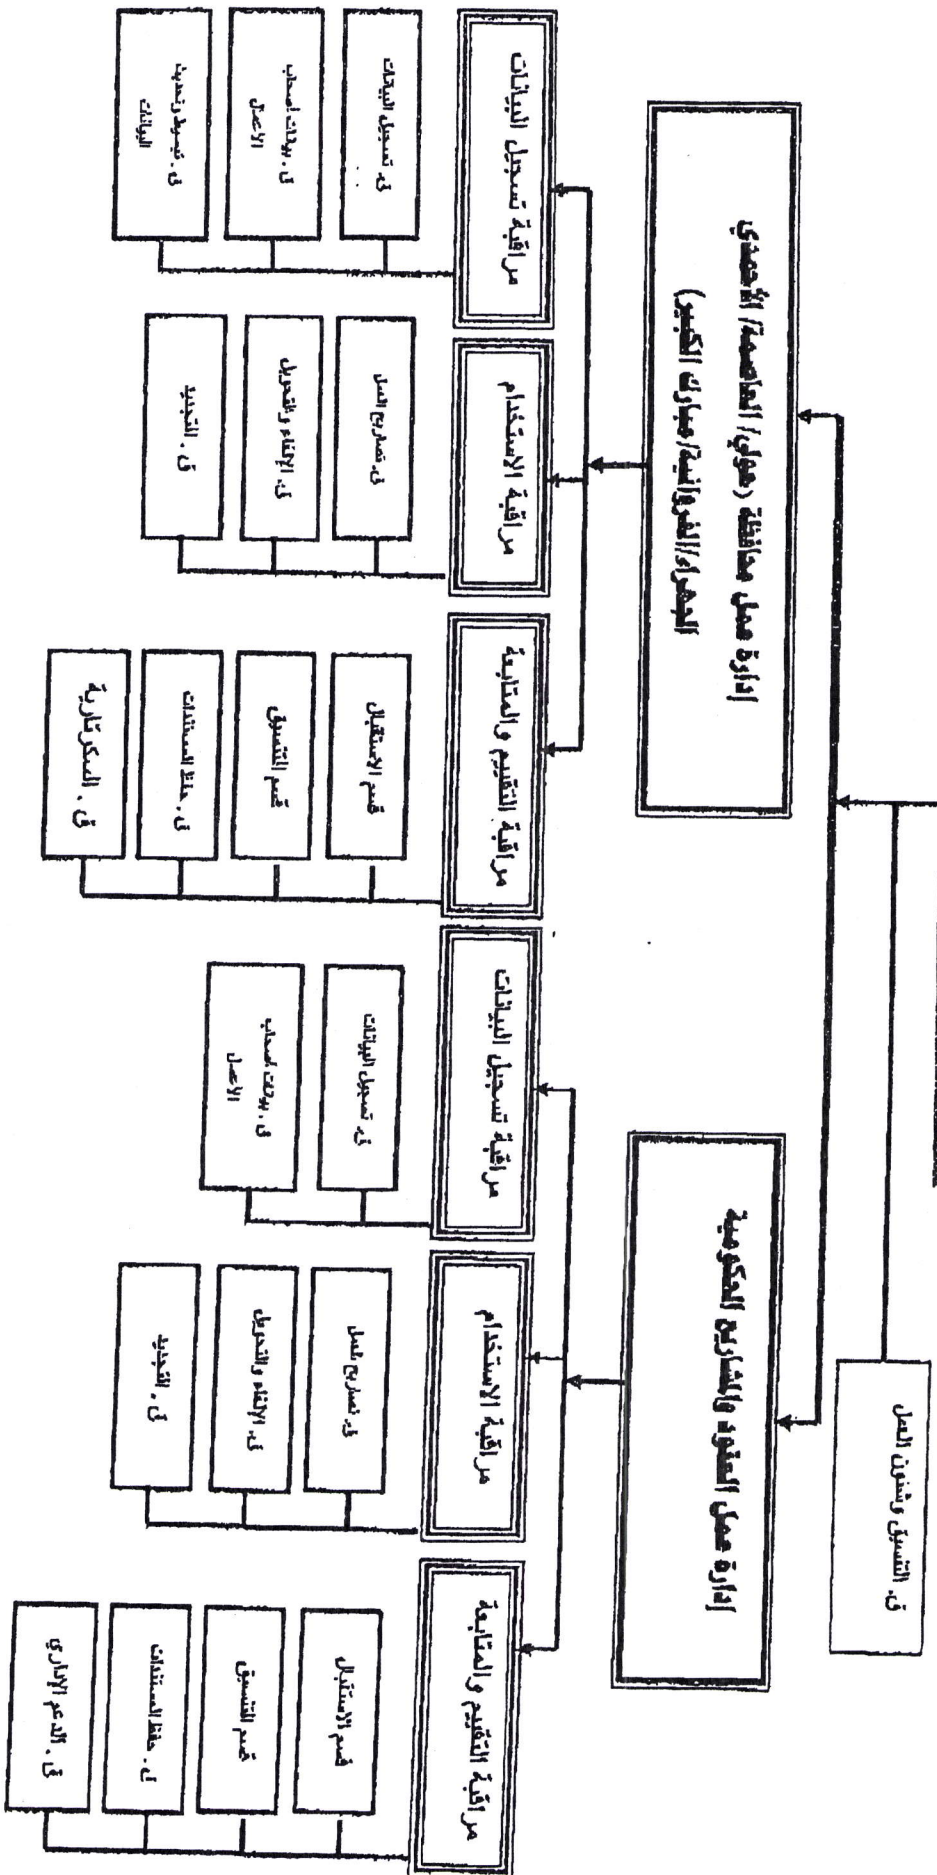 ق. التنسيق وشئون العمل
إدارة عمل محافظة (حولي/ العاصمة/ الأحمدي
الجهراء/الفروانية/مبارك الكبير)
إدارة عمل العقود والمشاريع الحكومية
مراقبة تسجيل البيانات
ق. تسجيل البيانات
ق. بيانات أصحاب
الأعمال
ق. تبسيط وتحديث
البيانات
مراقبة الاستخدام
ق. تصاريح العمل
ق. الإلغاء والتحويل
ق. التجديد
مراقبة التقييم والمتابعة
قسم الاستقبال
قسم التنسيق
ق. حفظ المستندات
ق. السكرتارية
مراقبة تسجيل البيانات
ق. تسجيل البيانات
ق. بيانات أصحاب
الأعمال
مراقبة الاستخدام
ق. تصاريح العمل
ق. الإلغاء والتحويل
ق. التجديد
مراقبة التقييم والمتابعة
قسم الاستقبال
قسم التنسيق
ق. حفظ المستندات
ق. الدعم الإداري